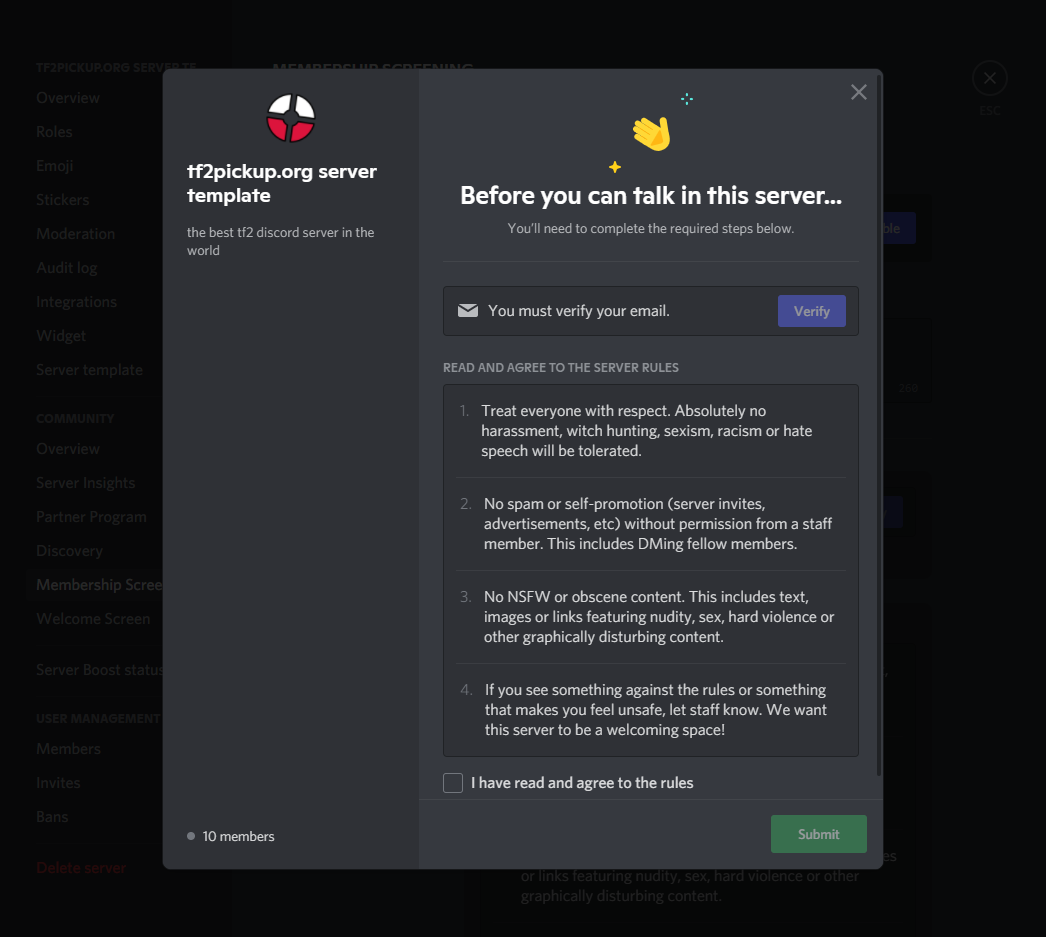 TF2PICKUP.ORG SERVER TE
Overview
Roles
Emoji
Stickers
Moderation
Audit log
Integrations
Widget
Server template
COMMUNITY
Overview
Server Insights
Partner Program
Discovery
Membership Scree
Welcome Screen
Server Boost status
USER MANAGEMENT
Members
Invites
Bans
Delete server
MEMBERSHIP SCREENING
ESC
tf2pickup.org server
template
the best tf2 discord server in the
world
10 members
Before you can talk in this server...
You'll need to complete the required steps below.
You must verify your email.
Verify
READ AND AGREE TO THE SERVER RULES
1. Treat everyone with respect. Absolutely no
harassment, witch hunting, sexism, racism or hate
speech will be tolerated.
2. No spam or self-promotion (server invites,
advertisements, etc) without permission from a staff
member. This includes DMing fellow members.
3. No NSFW or obscene content. This includes text,
images or links featuring nudity, sex, hard violence or
other graphically disturbing content.
4. If you see something against the rules or something
that makes you feel unsafe, let staff know. We want
this server to be a welcoming space!
I have read and agree to the rules
Submit
or links featuring nudity, sex, hard violence or other
graphically disturbing content.